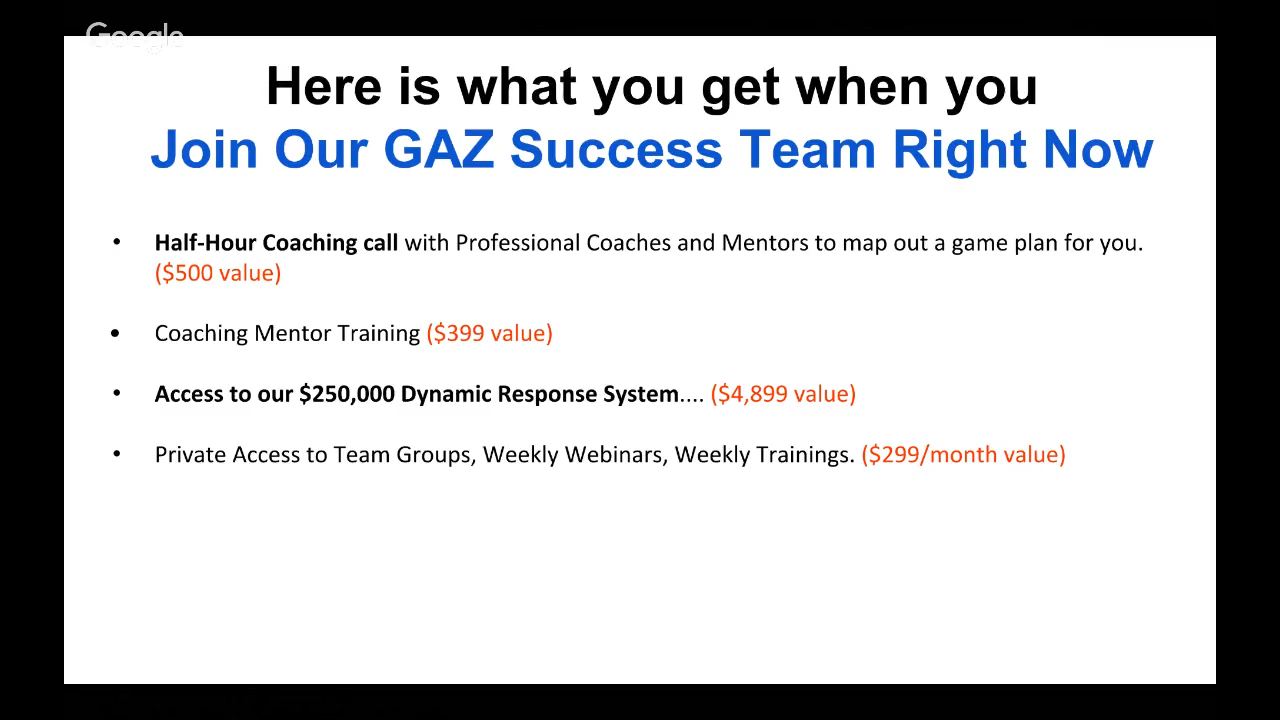 Google
Here is what you get when you
Join Our GAZ Success Team Right Now
• Half-Hour Coaching call with Professional Coaches and Mentors to map out a game plan for you.
($500 value)
• Coaching Mentor Training ($399 value)
• Access to our $250,000 Dynamic Response System.... ($4,899 value)
• Private Access to Team Groups, Weekly Webinars, Weekly Trainings. ($299/month value)